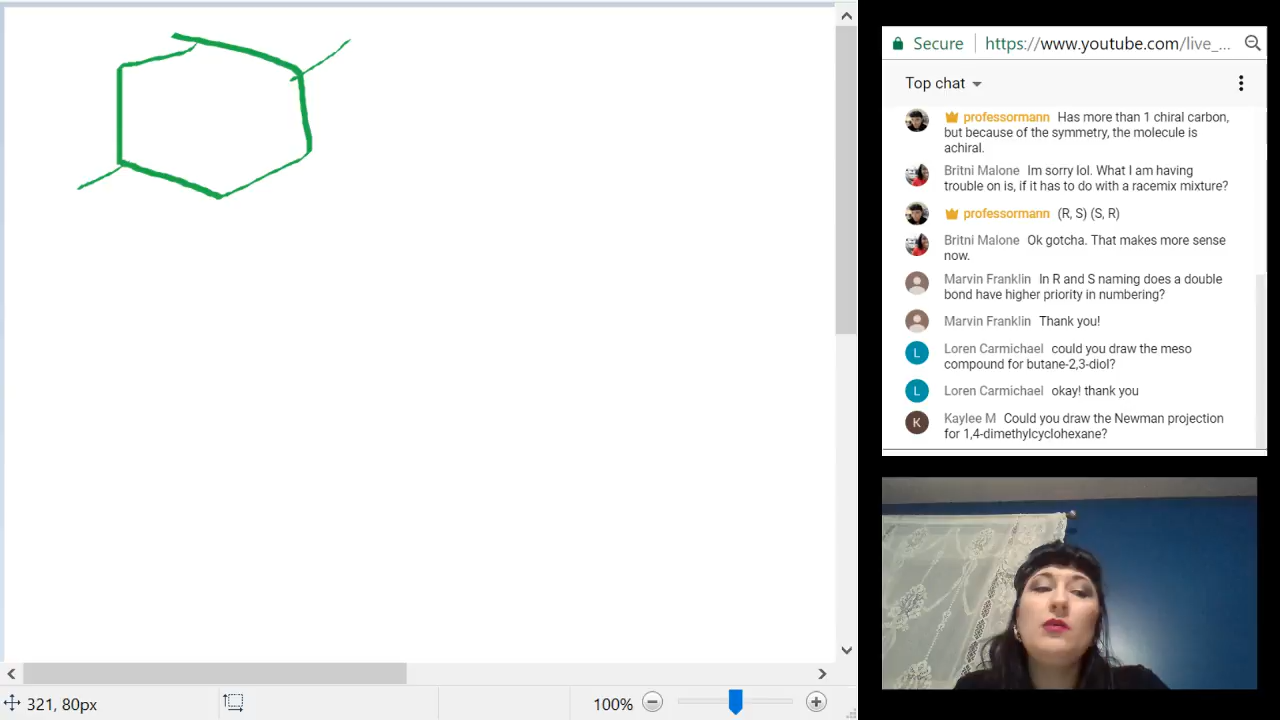 Secure
https://www.youtube.com/live_...
Top chat
professormann Has more than 1 chiral carbon,
but because of the symmetry, the molecule is
achiral.
Britni Malone Im sorry lol. What I am having
trouble on is, if it has to do with a racemix mixture?
professormann (R, S) (S, R)
Britni Malone Ok gotcha. That makes more sense
now.
Marvin Franklin In R and S naming does a double
bond have higher priority in numbering?
Marvin Franklin Thank you!
L Loren Carmichael could you draw the meso
compound for butane-2,3-diol?
L Loren Carmichael okay! thank you
K Kaylee M Could you draw the Newman projection
for 1,4-dimethylcyclohexane?
321, 80px
100%